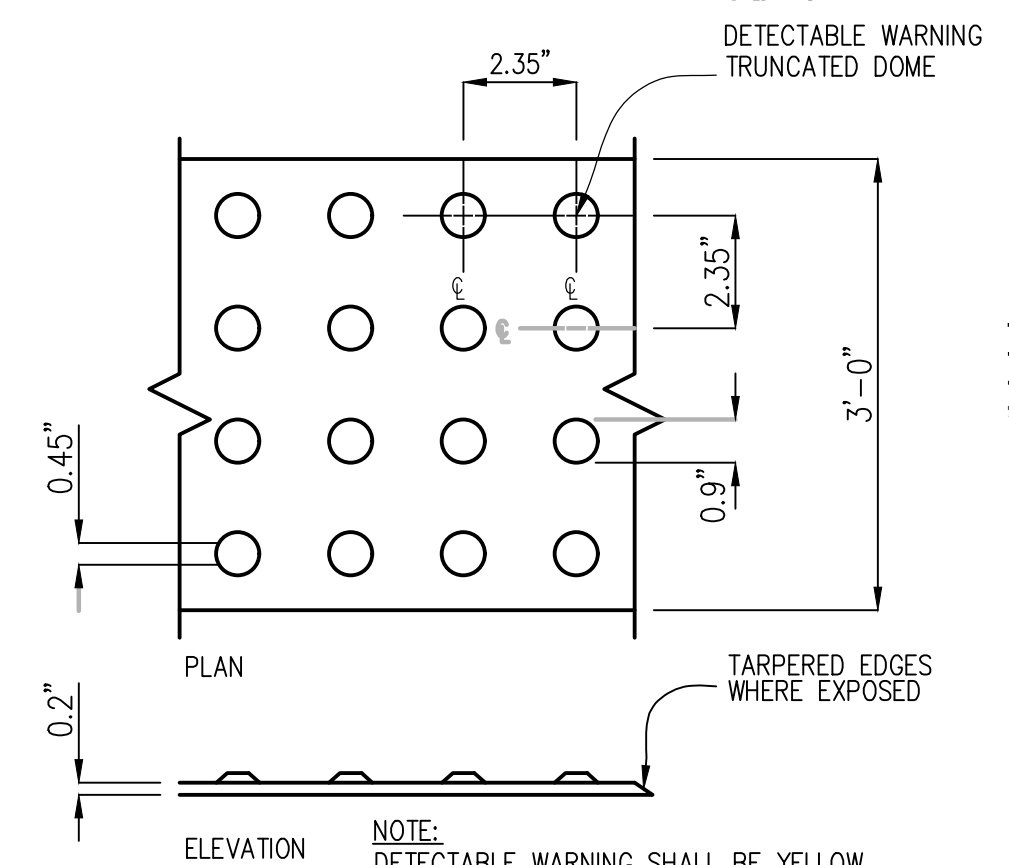 DETECTABLE WARNING
TRUNCATED DOME
2.35"
℄ ℄
2.35"
℄
3'-0"
0.45"
0.9"
PLAN
TARPERED EDGES
WHERE EXPOSED
0.2"
ELEVATION
NOTE:
DETECTABLE WARNING SHALL BE YELLOW